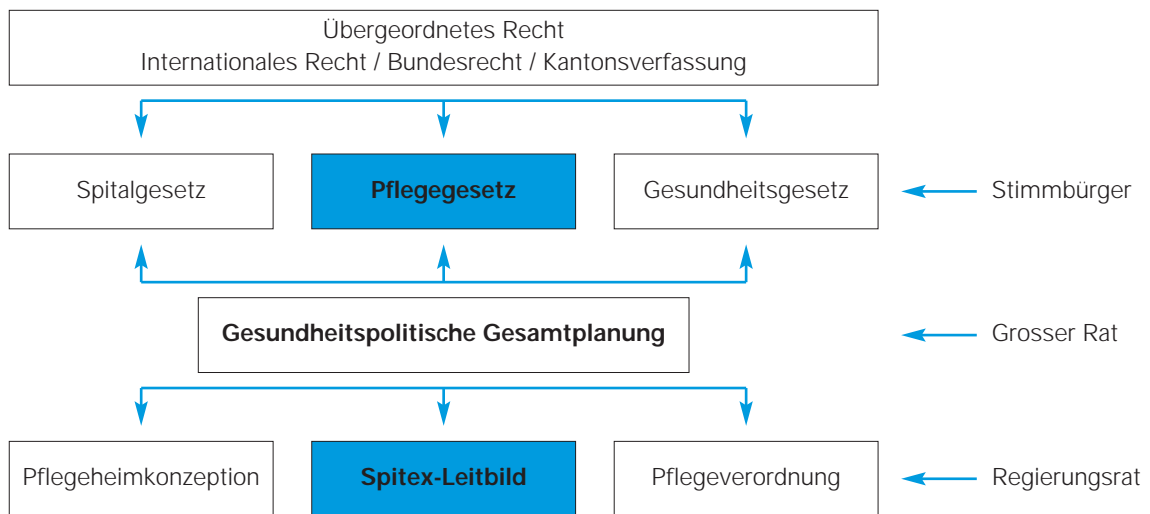 Übergeordnetes Recht
Internationales Recht / Bundesrecht / Kantonsverfassung
Spitalgesetz
Pflegegesetz
Gesundheitsgesetz
Stimmbürger
Gesundheitspolitische Gesamtplanung
Grosser Rat
Pflegeheimkonzeption
Spitex-Leitbild
Pflegeverordnung
Regierungsrat